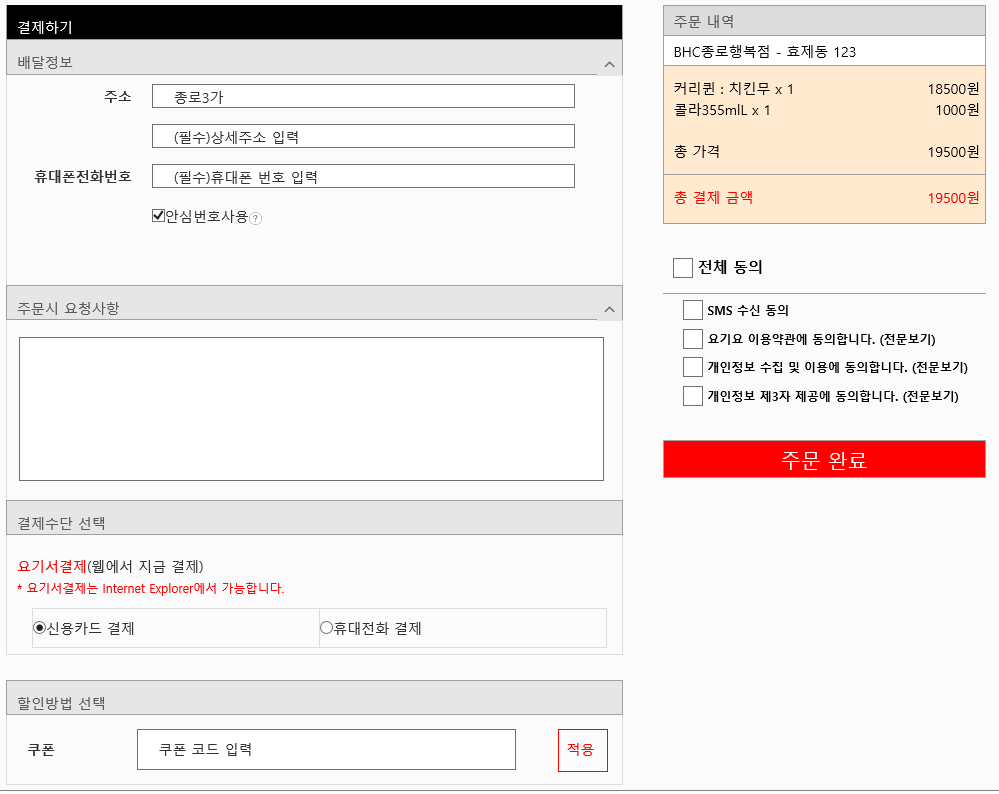 결제하기
배달정보
주소
종로3가
(필수)상세주소 입력
휴대폰전화번호
(필수)휴대폰 번호 입력
안심번호사용?
주문시 요청사항
결제수단 선택
요기서결제(웹에서 지금 결제)
* 요기서결제는 Internet Explorer에서 가능합니다.
신용카드 결제
휴대전화 결제
할인방법 선택
쿠폰
쿠폰 코드 입력
적용
주문 내역
BHC종로행복점 - 효제동 123
커리퀸 : 치킨무 x 1 18500원
콜라355mlL x 1 1000원
총 가격 19500원
총 결제 금액 19500원
전체 동의
SMS 수신 동의
요기요 이용약관에 동의합니다. (전문보기)
개인정보 수집 및 이용에 동의합니다. (전문보기)
개인정보 제3자 제공에 동의합니다. (전문보기)
주문 완료